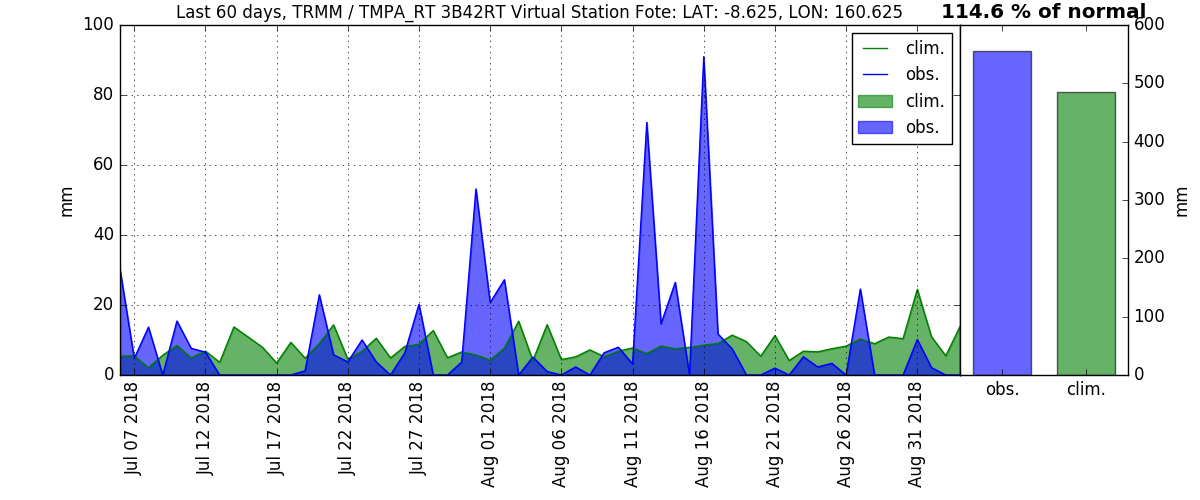 Last 60 days, TRMM / TMPA_RT 3B42RT Virtual Station Fote: LAT: -8.625, LON: 160.625
114.6 % of normal
100
80
60
40
20
0
mm
clim.
obs.
clim.
obs.
600
500
400
300
200
100
0
mm
Jul 07 2018
Jul 12 2018
Jul 17 2018
Jul 22 2018
Jul 27 2018
Aug 01 2018
Aug 06 2018
Aug 11 2018
Aug 16 2018
Aug 21 2018
Aug 26 2018
Aug 31 2018
obs.
clim.